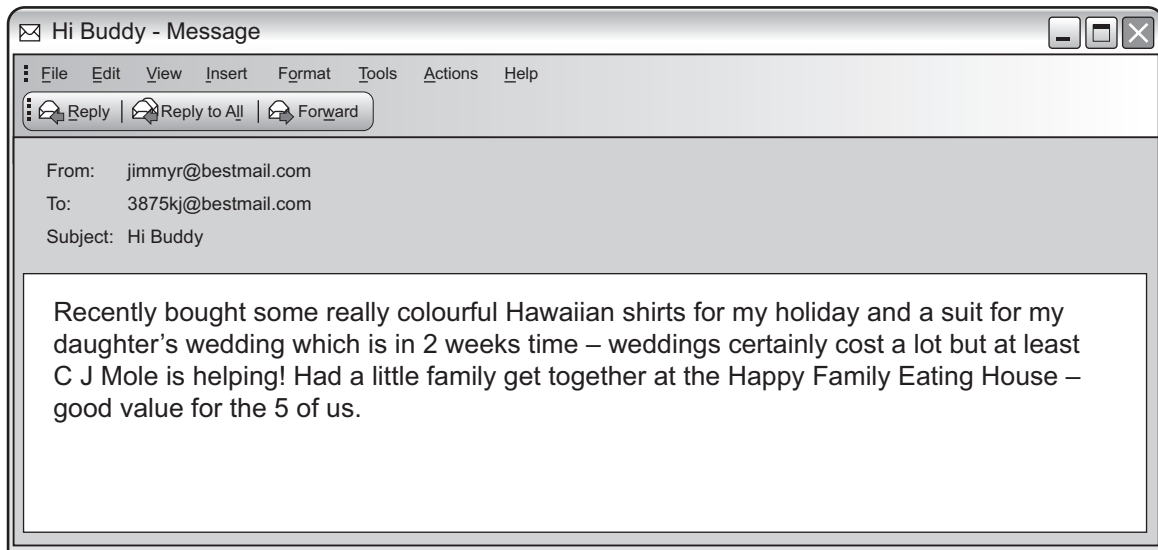 Hi Buddy - Message
File Edit View Insert Format Tools Actions Help
Reply Reply to All Forward
From: jimmyr@bestmail.com
To: 3875kj@bestmail.com
Subject: Hi Buddy
Recently bought some really colourful Hawaiian shirts for my holiday and a suit for my
daughter’s wedding which is in 2 weeks time – weddings certainly cost a lot but at least
C J Mole is helping! Had a little family get together at the Happy Family Eating House –
good value for the 5 of us.